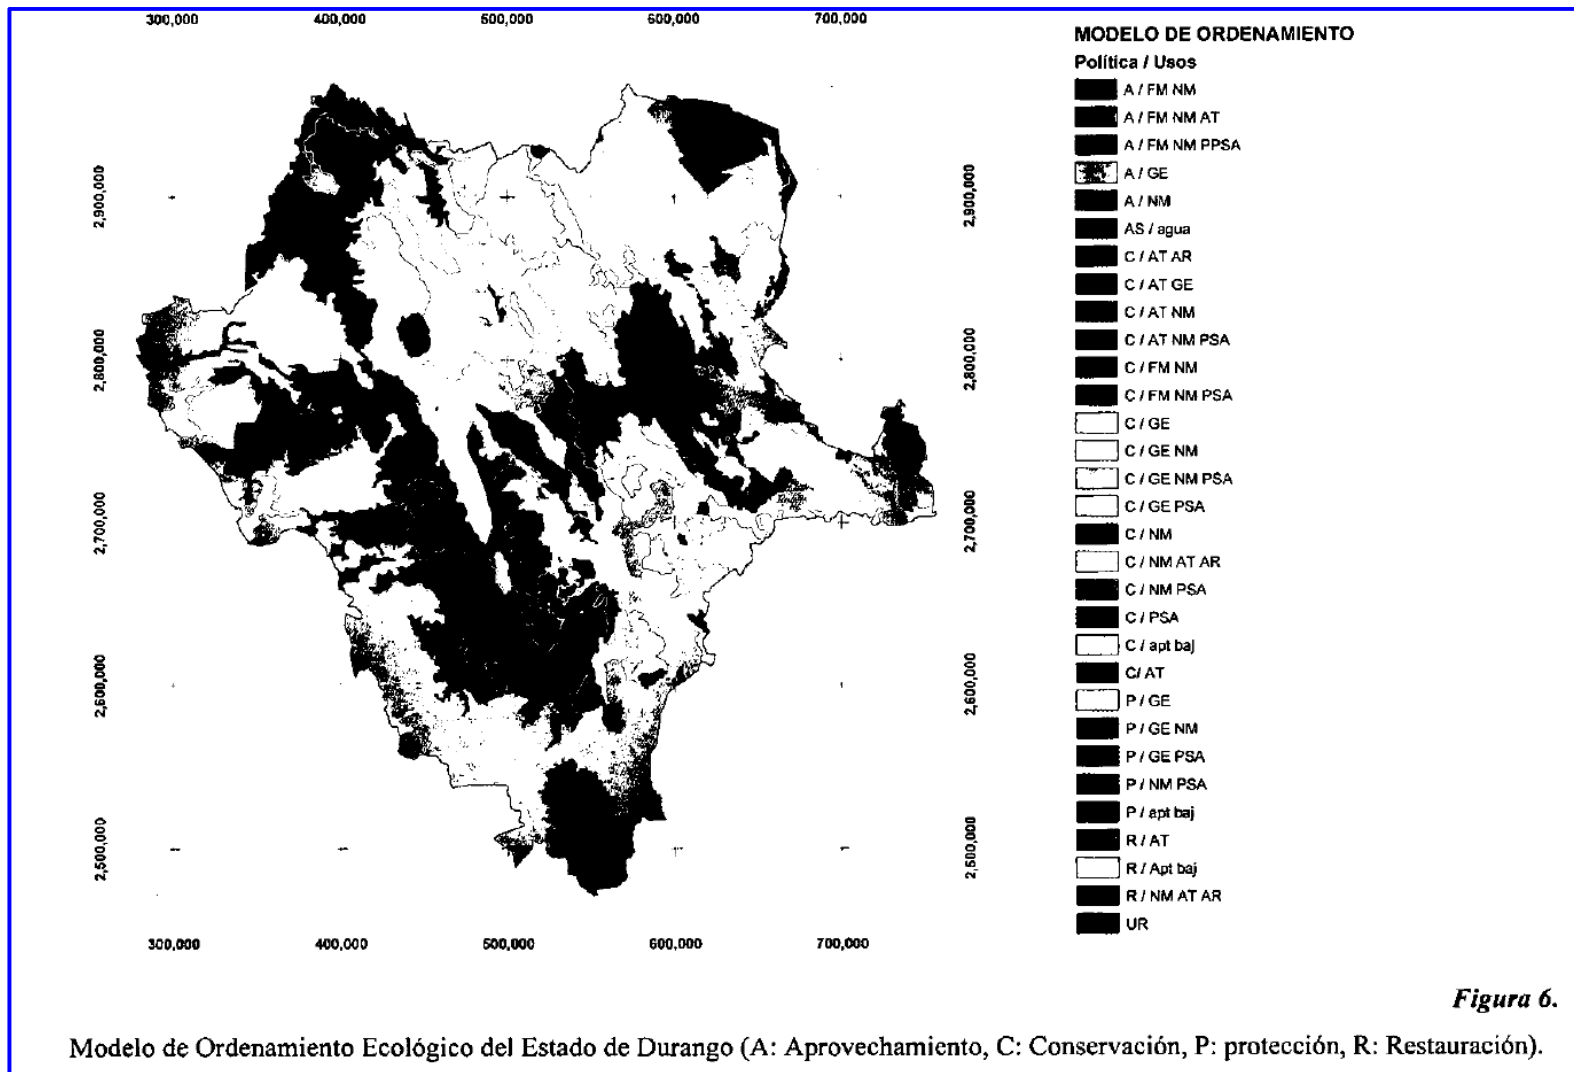 300,000 400,000 500,000 600,000 700,000
2,900,000 2,900,000
2,800,000 2,800,000
2,700,000 2,700,000
2,600,000 2,600,000
2,500,000 2,500,000
300,000 400,000 500,000 600,000 700,000
MODELO DE ORDENAMIENTO
Política / Usos
A / FM NM
A / FM NM AT
A / FM NM PPSA
A / GE
A / NM
AS / agua
C / AT AR
C / AT GE
C / AT NM
C / AT NM PSA
C / FM NM
C / FM NM PSA
C / GE
C / GE NM
C / GE NM PSA
C / GE PSA
C / NM
C / NM AT AR
C / NM PSA
C / PSA
C / apt baj
C/ AT
P / GE
P / GE NM
P / GE PSA
P / NM PSA
P / apt baj
R / AT
R / Apt baj
R / NM AT AR
UR
Figura 6.
Modelo de Ordenamiento Ecológico del Estado de Durango (A: Aprovechamiento, C: Conservación, P: protección, R: Restauración).